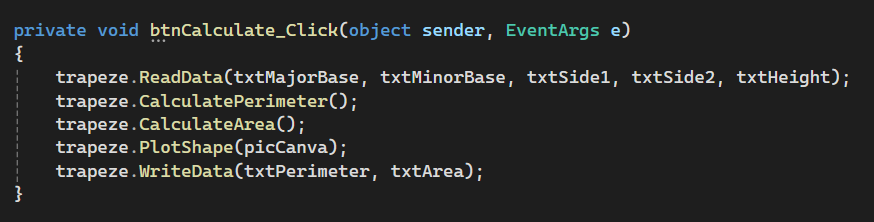 private void btnCalculate_Click(object sender, EventArgs e)
{
trapeze.ReadData(txtMajorBase, txtMinorBase, txtSide1, txtSide2, txtHeight);
trapeze.CalculatePerimeter();
trapeze.CalculateArea();
trapeze.PlotShape(picCanva);
trapeze.WriteData(txtPerimeter, txtArea);
}